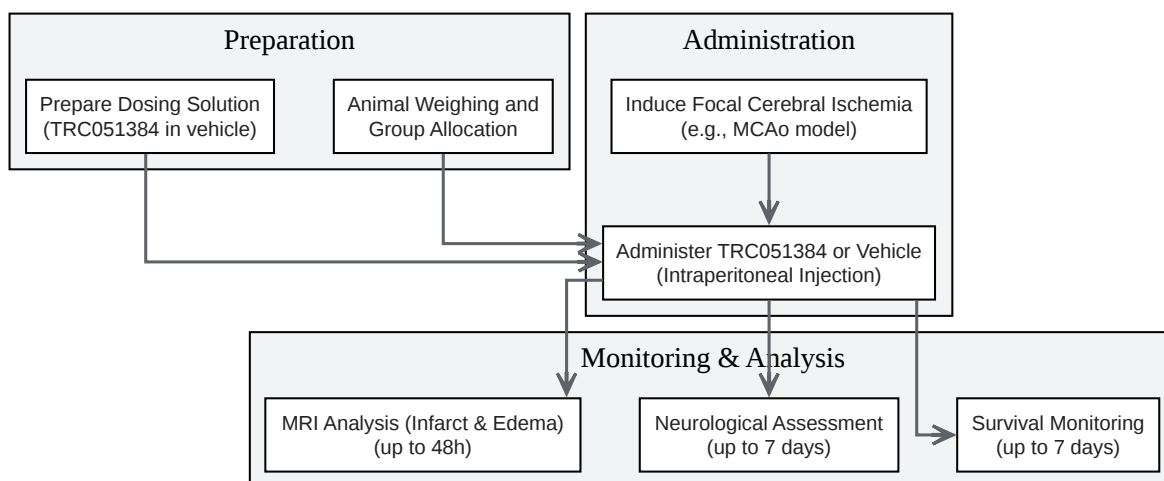 Preparation
Administration
Prepare Dosing Solution
(TRC051384 in vehicle)
Animal Weighing and
Group Allocation
Induce Focal Cerebral Ischemia
(e.g., MCAo model)
Administer TRC051384 or Vehicle
(Intraperitoneal Injection)
Monitoring & Analysis
MRI Analysis (Infarct & Edema)
(up to 48h)
Neurological Assessment
(up to 7 days)
Survival Monitoring
(up to 7 days)